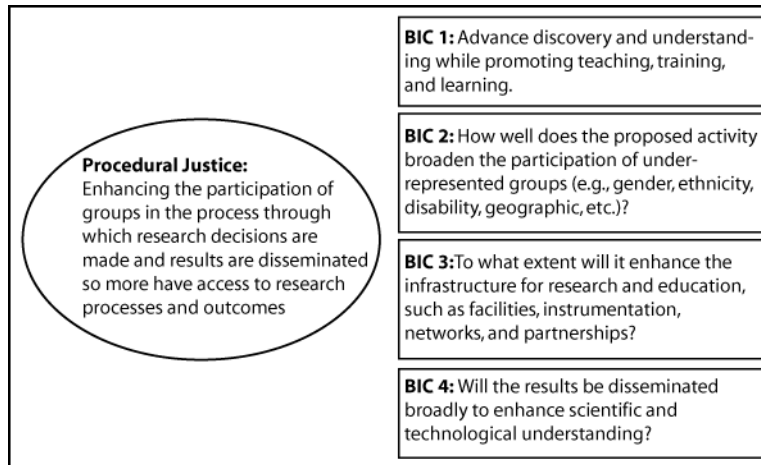 Procedural Justice:
Enhancing the participation of
groups in the process through
which research decisions are
made and results are disseminated
so more have access to research
processes and outcomes
BIC 1: Advance discovery and understand-
ing while promoting teaching, training,
and learning.
BIC 2: How well does the proposed activity
broaden the participation of under-
represented groups (e.g., gender, ethnicity,
disability, geographic, etc.)?
BIC 3:To what extent will it enhance the
infrastructure for research and education,
such as facilities, instrumentation,
networks, and partnerships?
BIC 4: Will the results be disseminated
broadly to enhance scientific and
technological understanding?